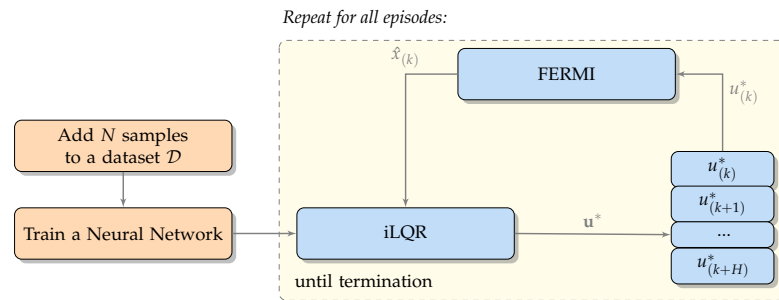 Repeat for all episodes:
x̂(k)
FERMI
u*(k)
Add N samples
to a dataset 𝒟
u*(k)
u*(k+1)
Train a Neural Network
iLQR
u*
...
u*(k+H)
until termination